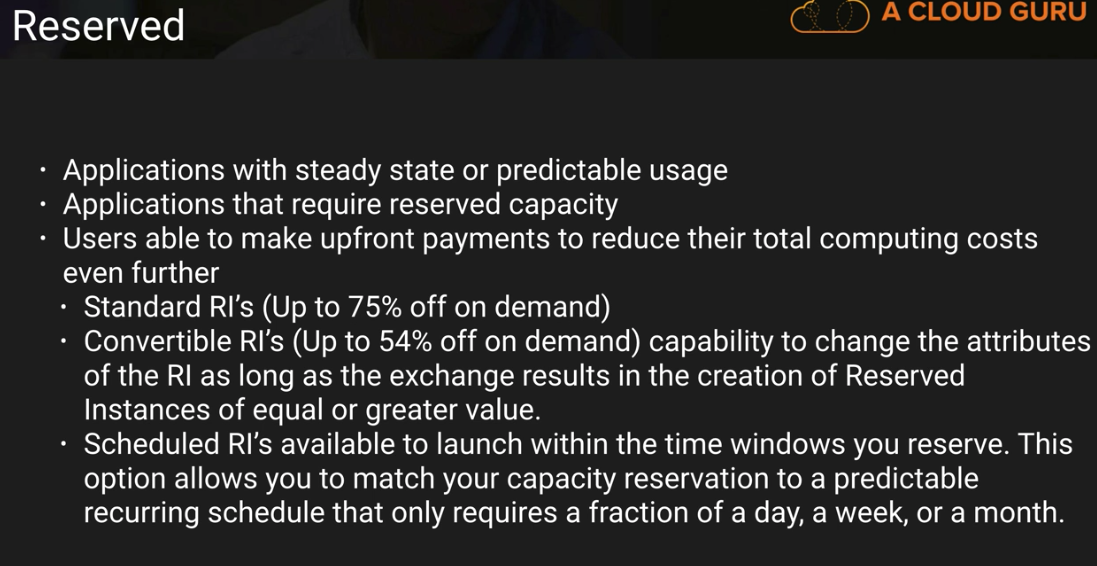 Reserved
A CLOUD GURU
· Applications with steady state or predictable usage
· Applications that require reserved capacity
· Users able to make upfront payments to reduce their total computing costs
even further
· Standard RI’s (Up to 75% off on demand)
· Convertible RI’s (Up to 54% off on demand) capability to change the attributes
of the RI as long as the exchange results in the creation of Reserved
Instances of equal or greater value.
· Scheduled RI’s available to launch within the time windows you reserve. This
option allows you to match your capacity reservation to a predictable
recurring schedule that only requires a fraction of a day, a week, or a month.